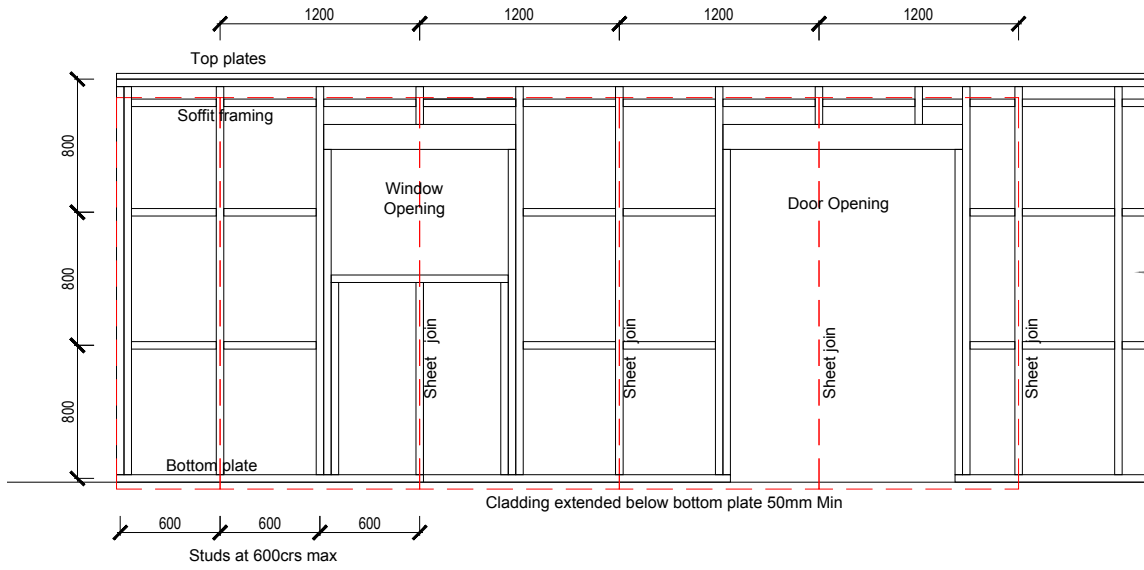 1200 1200 1200 1200
Top plates
Soffit framing
800
Window
Opening
Door Opening
800
Sheet join
Sheet join
Sheet join
Sheet join
800
Bottom plate
Cladding extended below bottom plate 50mm Min
600 600 600
Studs at 600crs max